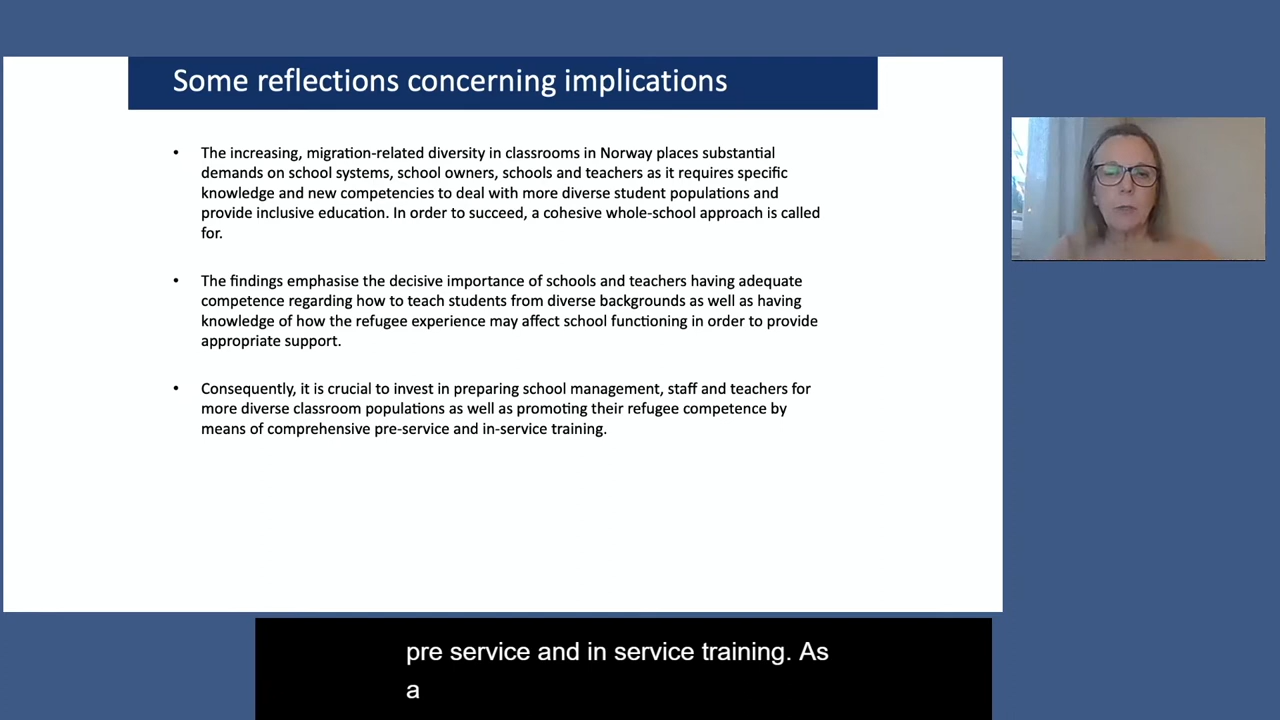 Some reflections concerning implications
• The increasing, migration-related diversity in classrooms in Norway places substantial
demands on school systems, school owners, schools and teachers as it requires specific
knowledge and new competencies to deal with more diverse student populations and
provide inclusive education. In order to succeed, a cohesive whole-school approach is called
for.
• The findings emphasise the decisive importance of schools and teachers having adequate
competence regarding how to teach students from diverse backgrounds as well as having
knowledge of how the refugee experience may affect school functioning in order to provide
appropriate support.
• Consequently, it is crucial to invest in preparing school management, staff and teachers for
more diverse classroom populations as well as promoting their refugee competence by
means of comprehensive pre-service and in-service training.
pre service and in service training. As
a